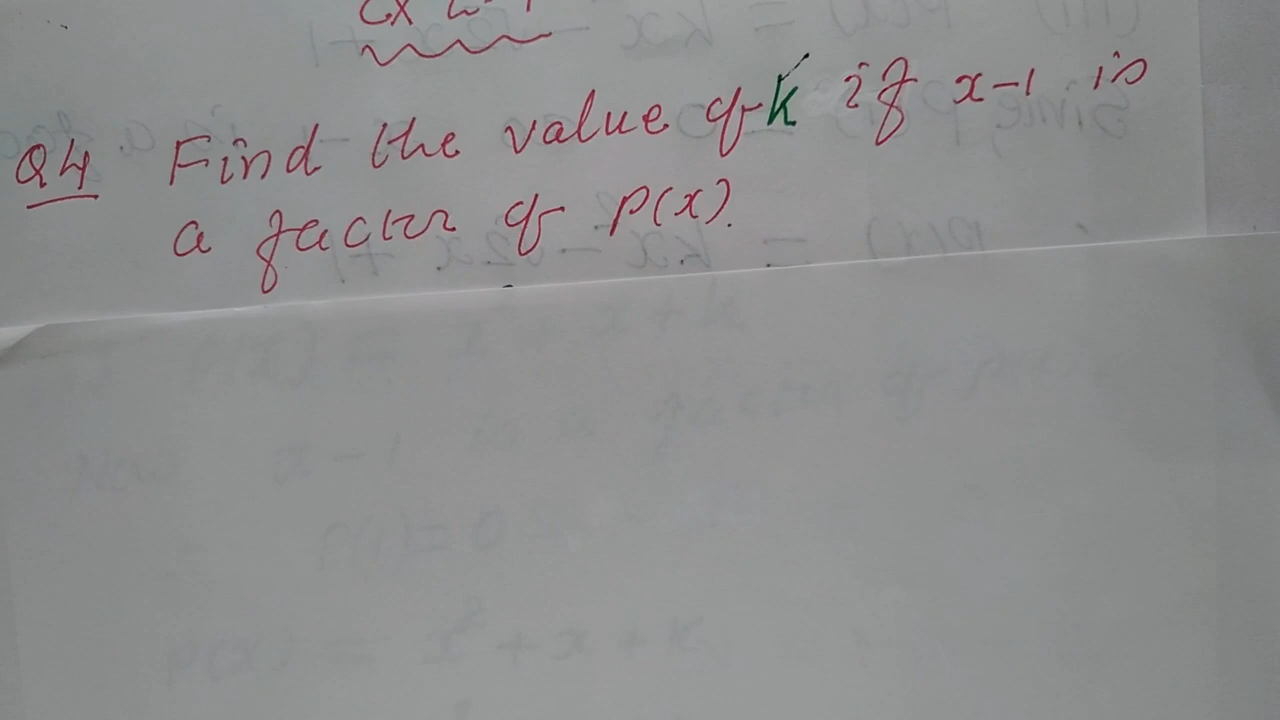 Q4 Find the value of k if x-1 is
a factor of P(x).